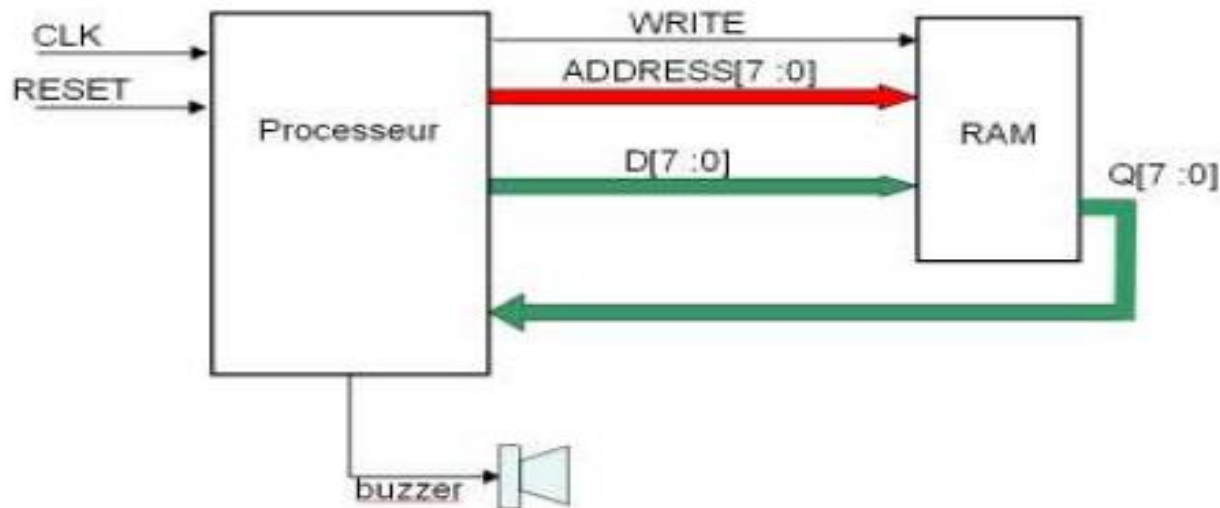 CLK
RESET
Processeur
WRITE
ADDRESS[7 :0]
D[7 :0]
RAM
Q[7 :0]
buzzer